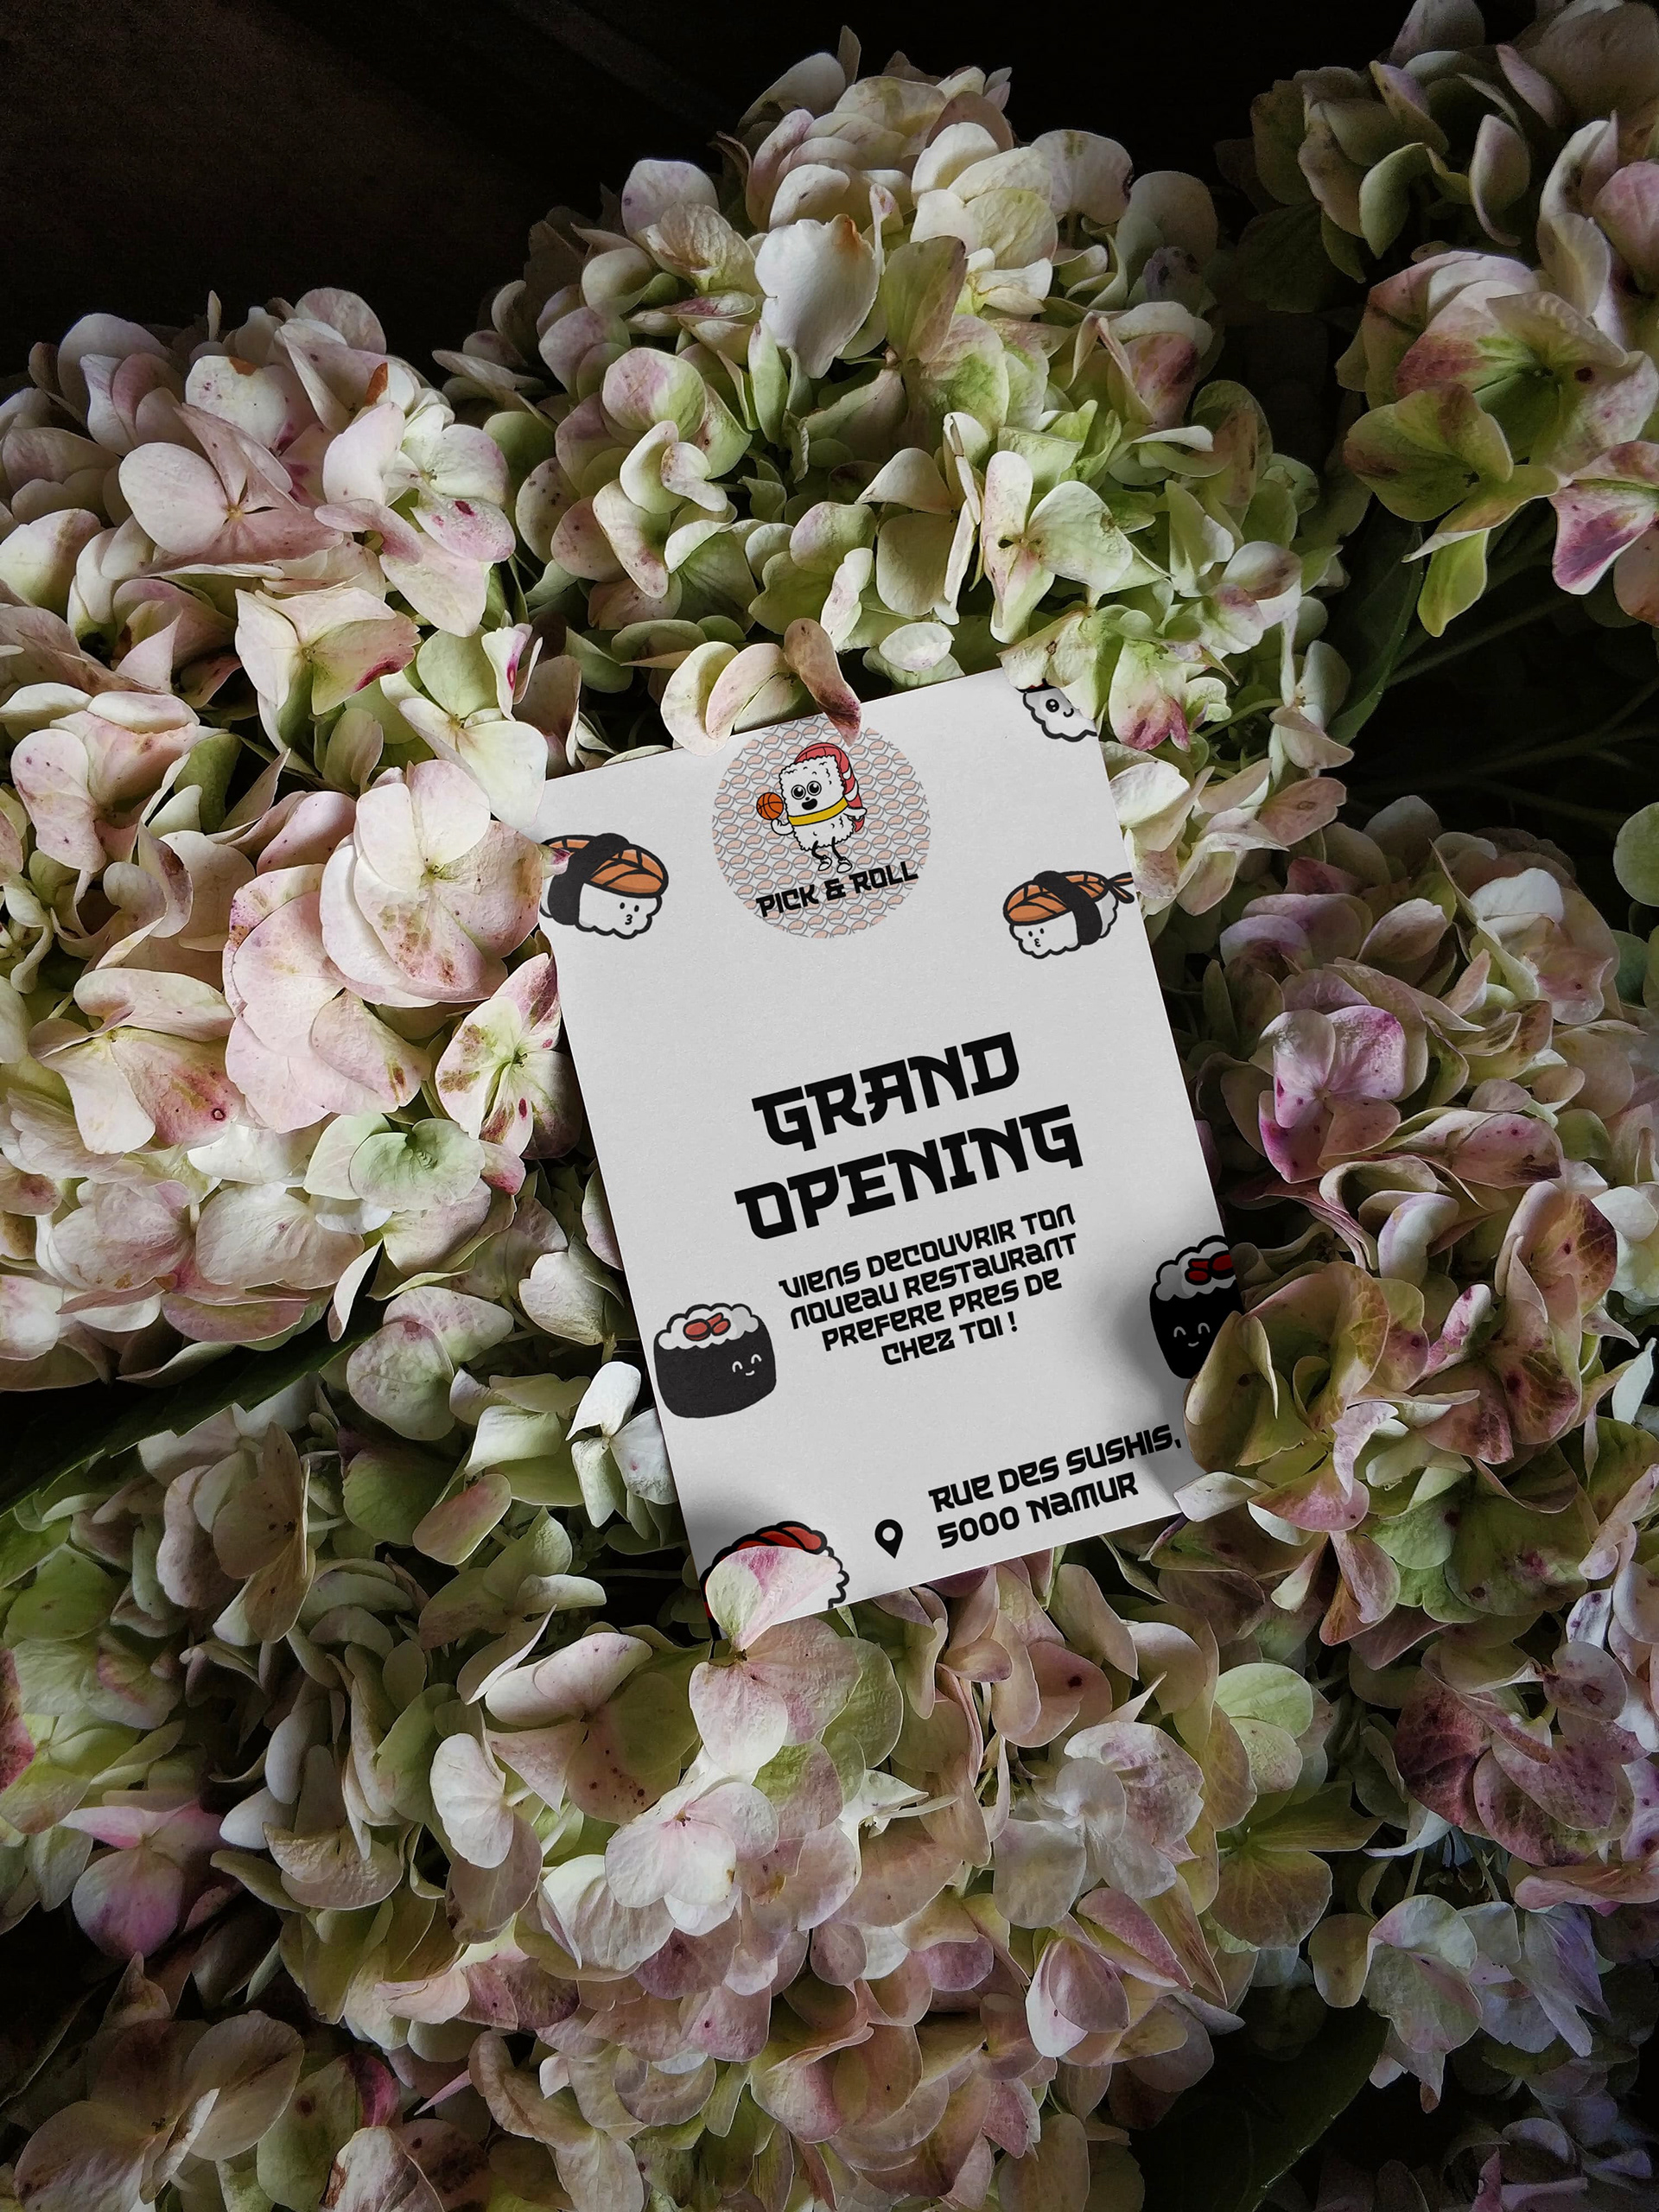 PICK & ROLL
GRAND
OPENING
VIENS DECOUVRIR TON
NOUEAU RESTAURANT
PREFERE PRES DE
CHEZ TOI !
RUE DES SUSHIS,
5000 NAMUR